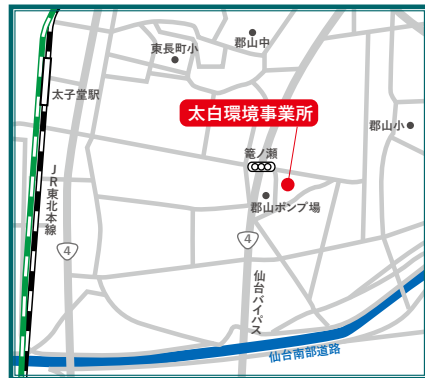 郡山中
東長町小
太子堂駅
太白環境事業所
郡山小
篭ノ瀬
JR東北本線
郡山ポンプ場
4
4
仙台バイパス
仙台南部道路